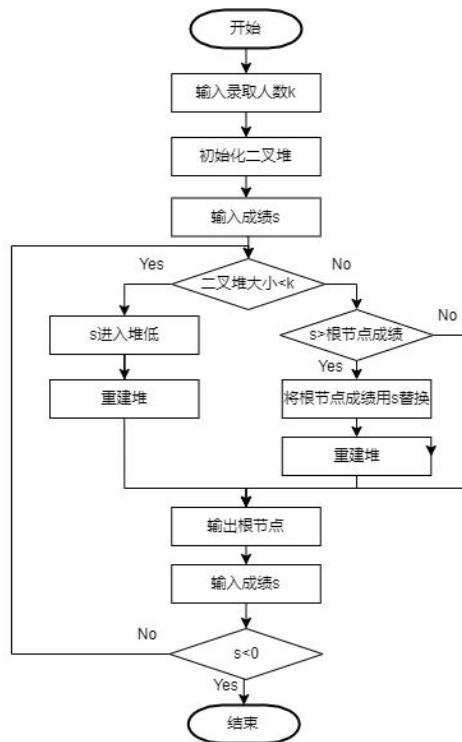 开始
输入录取人数k
初始化二叉堆
输入成绩s
Yes
二叉堆大小<k
No
s进入堆低
s>根节点成绩
No
Yes
重建堆
将根节点成绩用s替换
重建堆
输出根节点
输入成绩s
No
s<0
Yes
结束